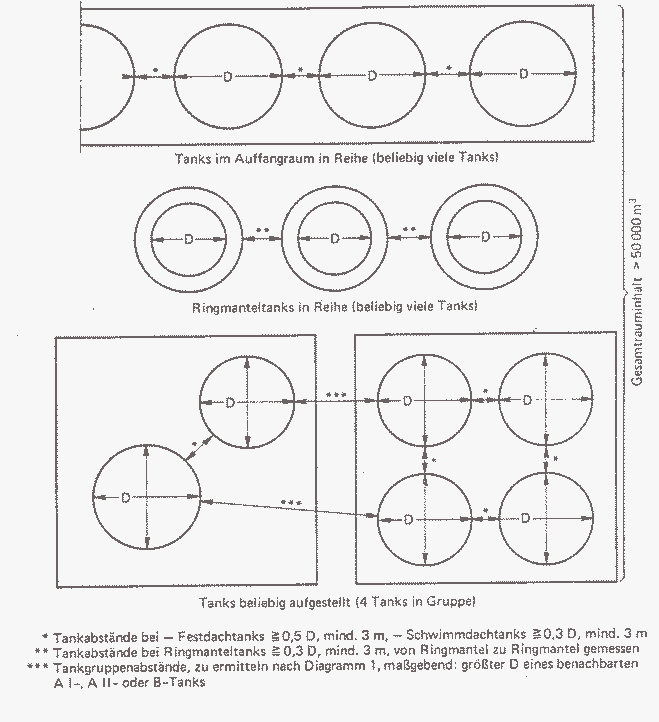 * * *
D D D
Tanks im Auffangraum in Reihe (beliebig viele Tanks)
** **
D D D
Ringmanteltanks in Reihe (beliebig viele Tanks)
Gesamtrauminhalt > 50 000 m³
D *** D * D
* * *
D *** D * D
Tanks beliebig aufgestellt (4 Tanks in Gruppe)
* Tankabstände bei – Festdachtanks ≧ 0,5 D, mind. 3 m, – Schwimmdachtanks ≧ 0,3 D, mind. 3 m
** Tankabstände bei Ringmanteltanks ≧ 0,3 D, mind. 3 m, von Ringmantel zu Ringmantel gemessen
*** Tankgruppenabstände, zu ermitteln nach Diagramm 1, maßgebend: größter D eines benachbarten
A I-, A II- oder B-Tanks